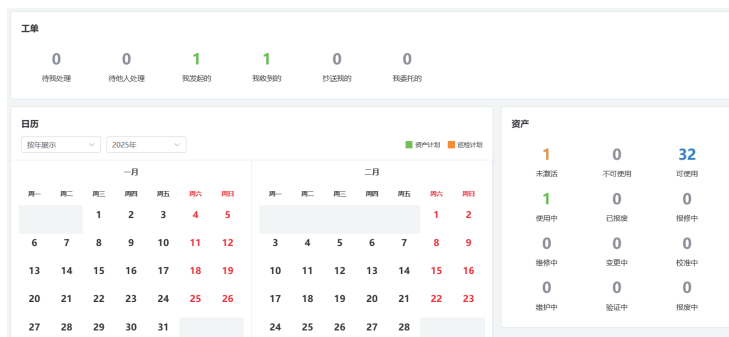 工单
0 0 1 1 0 0
待我处理 待他人处理 我发起的 我收到的 抄送我的 我委托的
日历
按年展示 2025年 资产计划 巡检计划
一月
周一 周二 周三 周四 周五 周六 周日
1 2 3 4 5
6 7 8 9 10 11 12
13 14 15 16 17 18 19
20 21 22 23 24 25 26
27 28 29 30 31
二月
周一 周二 周三 周四 周五 周六 周日
1 2
3 4 5 6 7 8 9
10 11 12 13 14 15 16
17 18 19 20 21 22 23
24 25 26 27 28
资产
1 0 32
未激活 不可使用 可使用
1 0 0
使用中 已报废 报修中
0 0 0
维修中 变更中 校准中
0 0 0
维护中 验证中 报废中